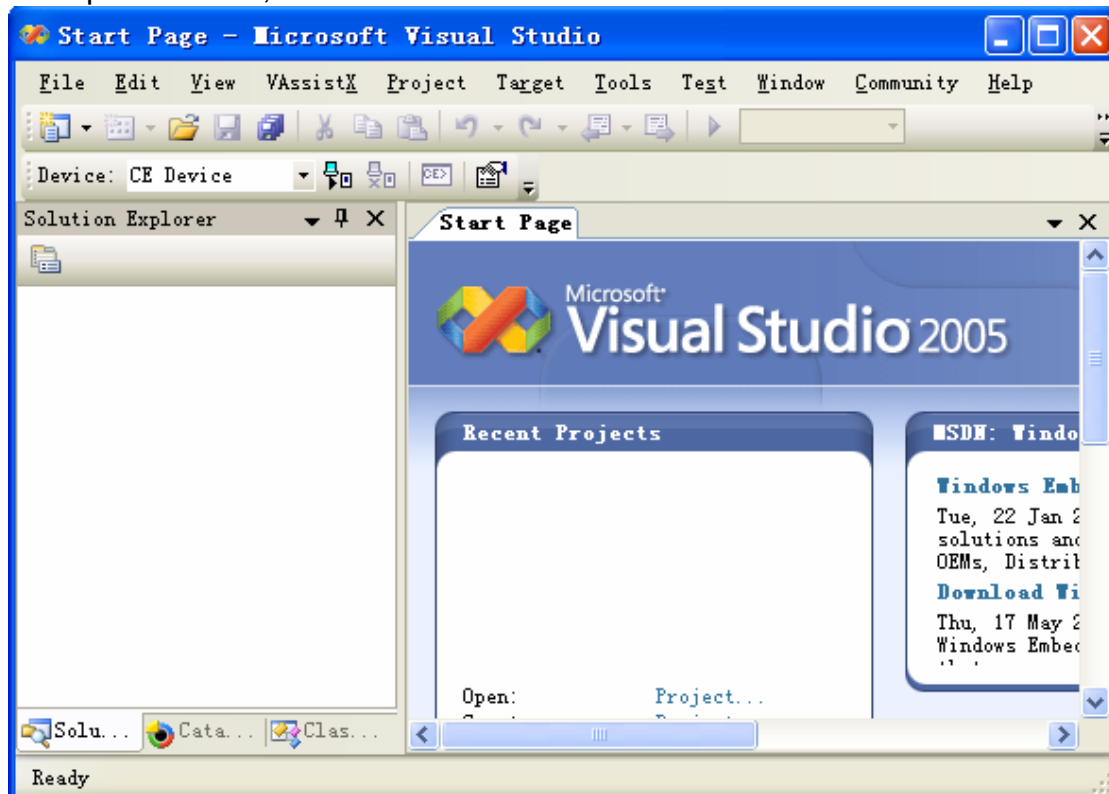 Start Page - Microsoft Visual Studio
File Edit View VAssistX Project Target Tools Test Window Community Help
Device: CE Device
CE>
Solution Explorer
Start Page
Microsoft
Visual Studio 2005
Recent Projects
MSDN: Windo
Windows Emb
Tue, 22 Jan 2
solutions and
OEMs, Distrib
Download Wi
Thu, 17 May 2
Windows Embed
Open: Project...
Solu... Cata... Clas...
Ready